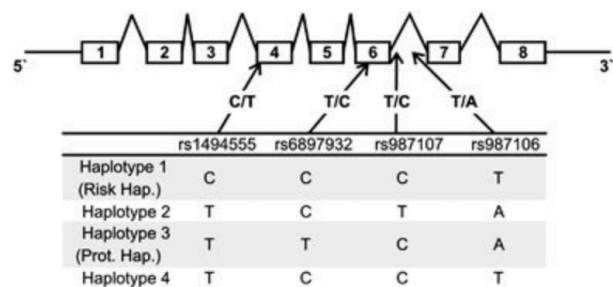 1 2 3 4 5 6 7 8
5` 3`
C/T T/C T/C T/A
rs1494555 rs6897932 rs987107 rs987106
Haplotype 1
(Risk Hap.) C C C T
Haplotype 2 T C T A
Haplotype 3
(Prot. Hap.) T T C A
Haplotype 4 T C C T